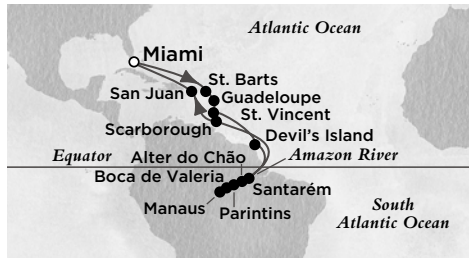 Atlantic Ocean
Miami
St. Barts
San Juan
Guadeloupe
St. Vincent
Scarborough
Devil's Island
Equator
Alter do Chão
Amazon River
Boca de Valeria
Santarém
Manaus
Parintins
South
Atlantic Ocean